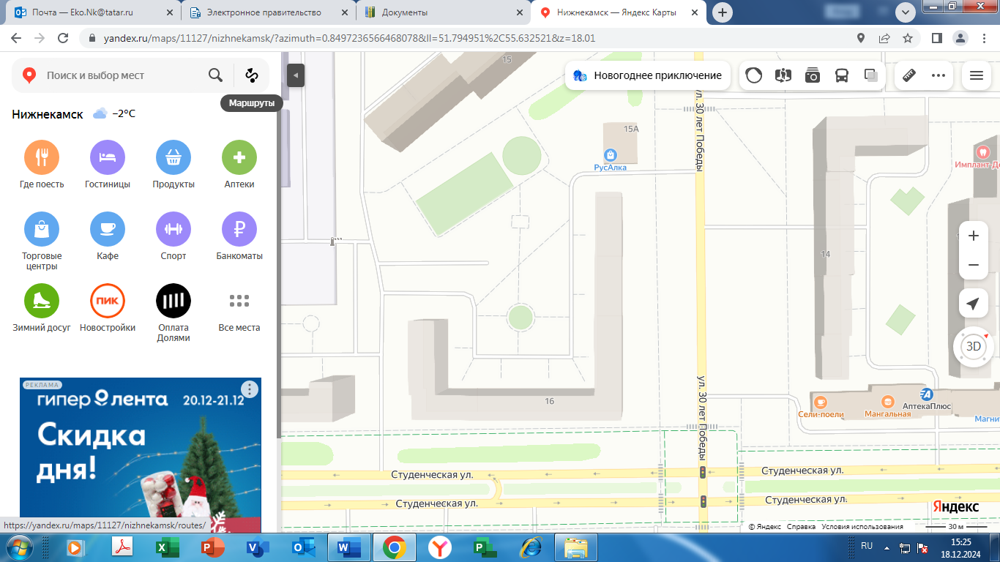 Почта — Eko.Nk@tatar.ru
Электронное правительство
Документы
Нижнекамск — Яндекс Карты
yandex.ru/maps/11127/nizhnekamsk/?azimuth=0.8497236566468078&ll=51.794951%2C55.632521&z=18.01
Поиск и выбор мест
Маршруты
Нижнекамск
−2°C
Где поесть
Гостиницы
Продукты
Аптеки
Торговые центры
Кафе
Спорт
Банкоматы
Зимний досуг
ПИК
Новостройки
Оплата Долями
Все места
РЕКЛАМА
гипер лента
20.12-21.12
Скидка
дня!
https://yandex.ru/maps/11127/nizhnekamsk/routes/
Новогоднее приключение
15
15А
РусАлка
ул. 30 лет Победы
Имплант-Де
14
16
3D
ул. 30 лет Победы
Сели-поели
Мангальная
АптекаПлюс
Магнит
Студенческая ул.
Студенческая ул.
Студенческая ул.
Студенческая ул.
Яндекс
© Яндекс Справка Условия использования
30 м
RU
15:25
18.12.2024